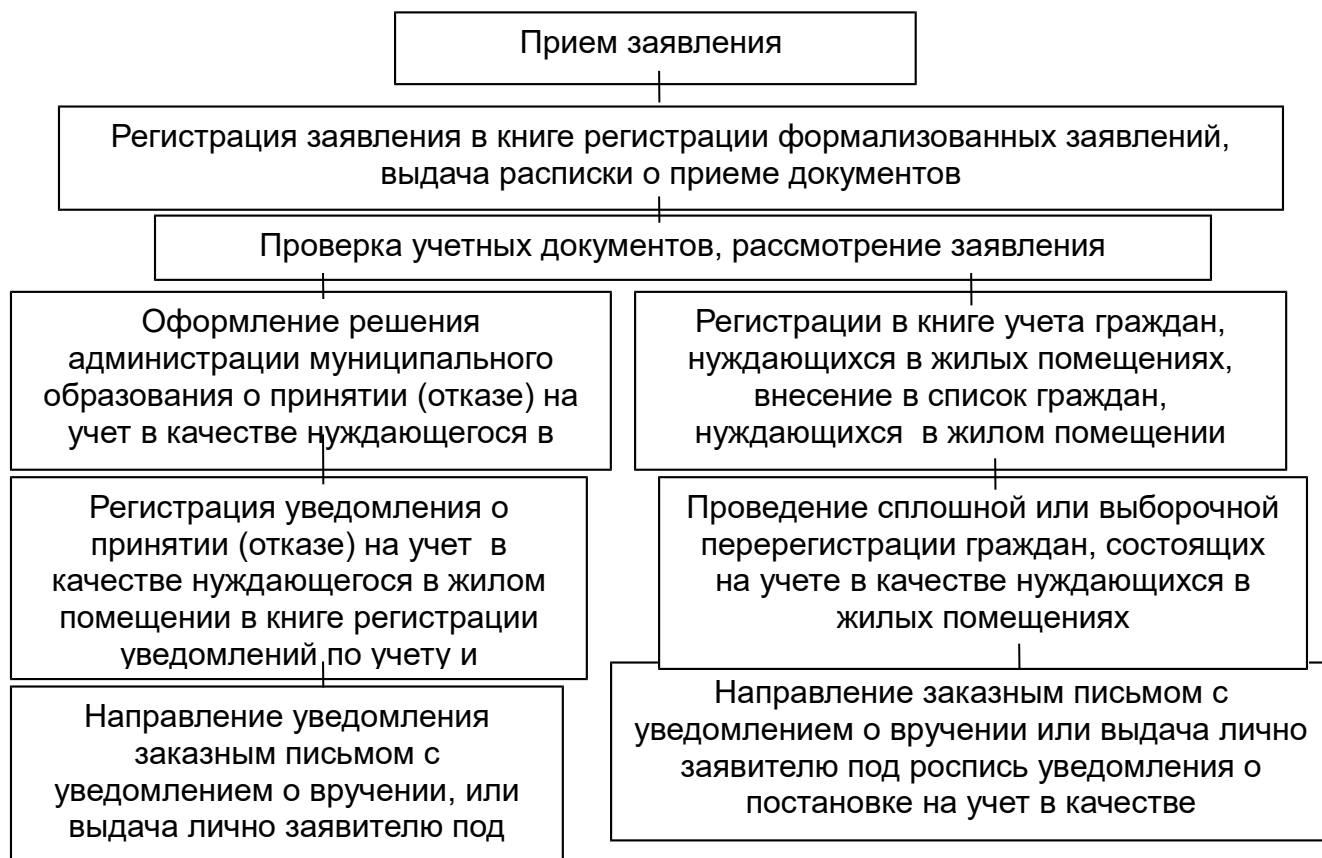 Прием заявления
Регистрация заявления в книге регистрации формализованных заявлений,
выдача расписки о приеме документов
Проверка учетных документов, рассмотрение заявления
Оформление решения
администрации муниципального
образования о принятии (отказе) на
учет в качестве нуждающегося в
Регистрации в книге учета граждан,
нуждающихся в жилых помещениях,
внесение в список граждан,
нуждающихся в жилом помещении
Регистрация уведомления о
принятии (отказе) на учет в
качестве нуждающегося в жилом
помещении в книге регистрации
уведомлений по учету и
Проведение сплошной или выборочной
перерегистрации граждан, состоящих
на учете в качестве нуждающихся в
жилых помещениях
Направление уведомления
заказным письмом с
уведомлением о вручении, или
выдача лично заявителю под
Направление заказным письмом с
уведомлением о вручении или выдача лично
заявителю под роспись уведомления о
постановке на учет в качестве